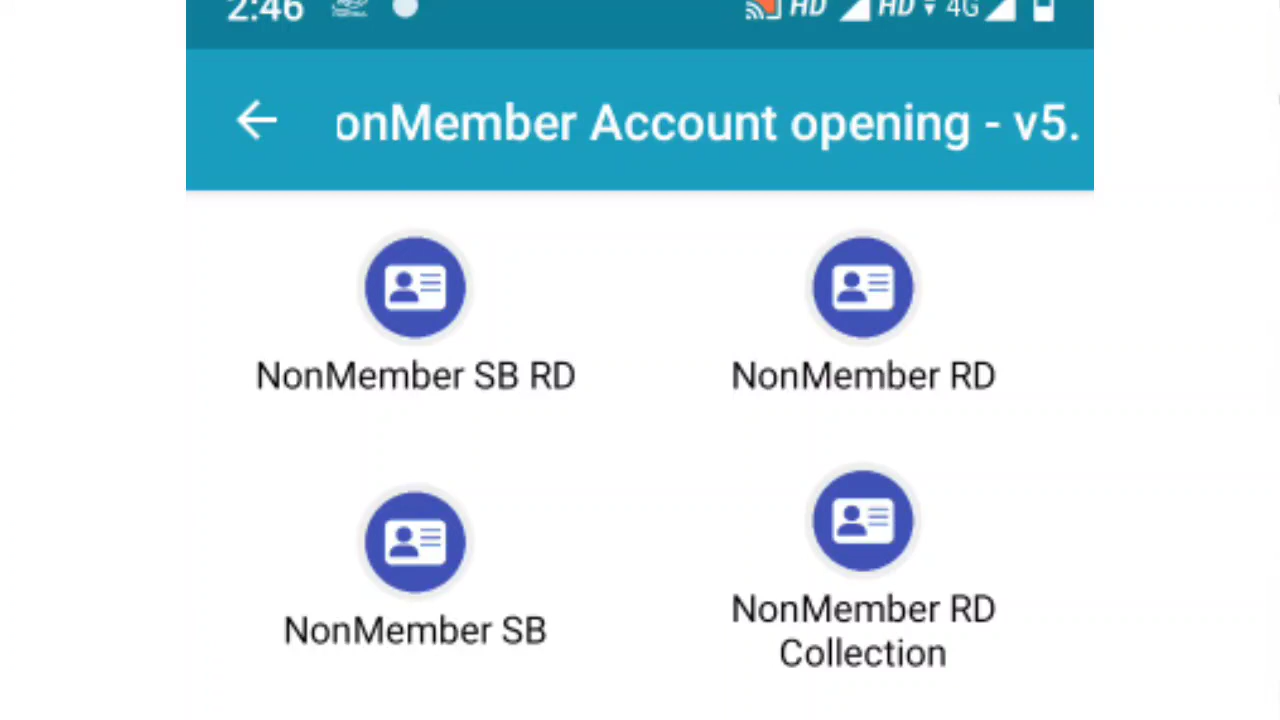 2:46 HD HD 4G
onMember Account opening - v5.
NonMember SB RD
NonMember RD
NonMember SB
NonMember RD
Collection